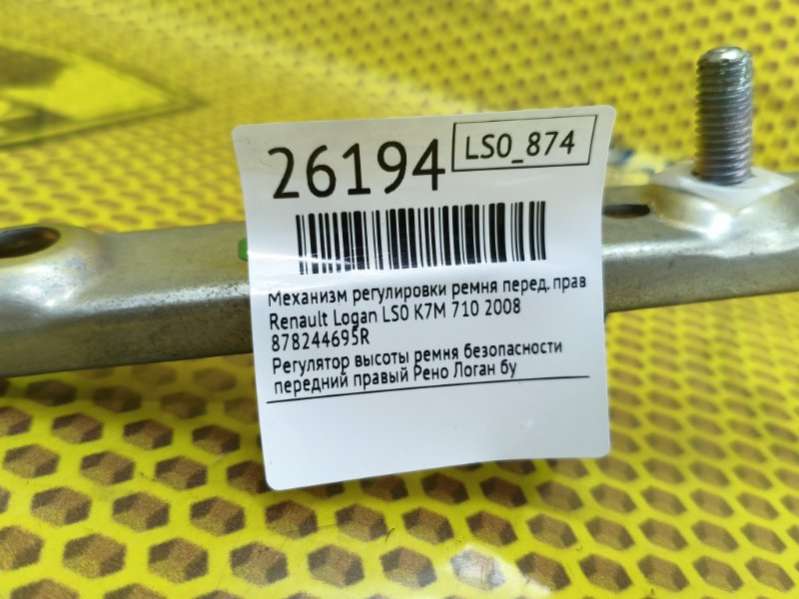 26194
LS0_874
Механизм регулировки ремня перед. прав
Renault Logan LS0 K7M 710 2008
878244695R
Регулятор высоты ремня безопасности
передний правый Рено Логан бу